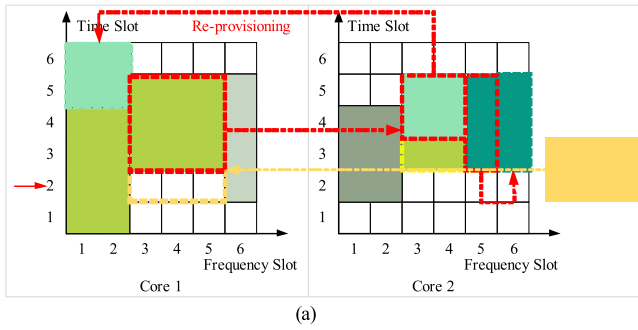 Time Slot
Re-provisioning
Time Slot
6
5
4
3
2
1
1 2 3 4 5 6
Frequency Slot
Core 1
6
5
4
3
2
1
1 2 3 4 5 6
Frequency Slot
Core 2
(a)